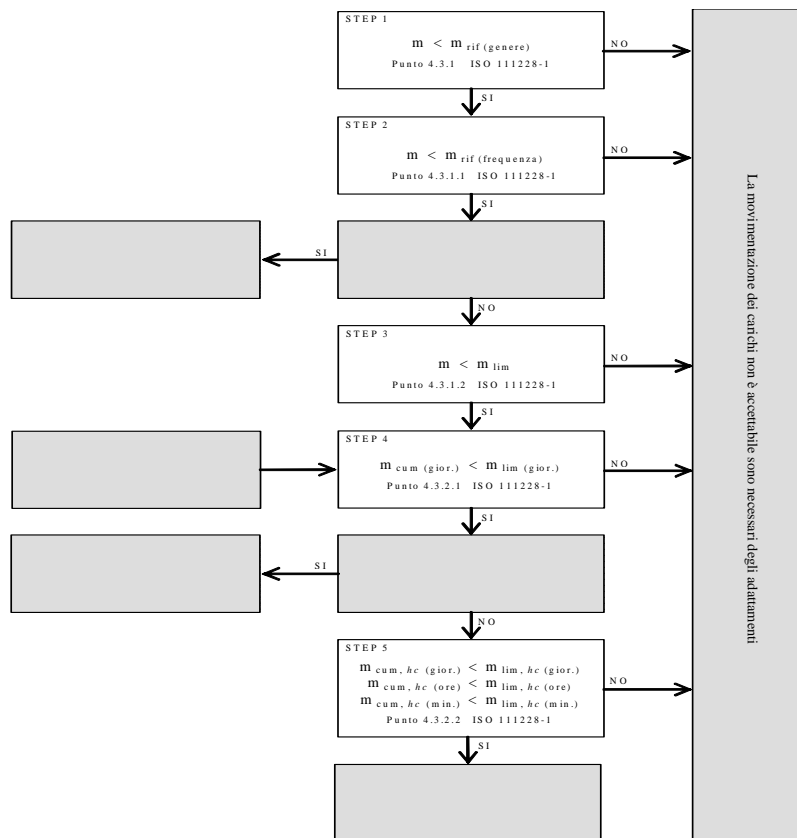 STEP 1
m < m rif (genere)
Punto 4.3.1 ISO 111228-1
NO
SI
STEP 2
m < m rif (frequenza)
Punto 4.3.1.1 ISO 111228-1
NO
SI
SI
NO
STEP 3
m < m lim
Punto 4.3.1.2 ISO 111228-1
NO
SI
STEP 4
m cum (gior.) < m lim (gior.)
Punto 4.3.2.1 ISO 111228-1
NO
SI
SI
NO
STEP 5
m cum, hc (gior.) < m lim, hc (gior.)
m cum, hc (ore) < m lim, hc (ore)
m cum, hc (min.) < m lim, hc (min.)
Punto 4.3.2.2 ISO 111228-1
NO
SI
La movimentazione dei carichi non è accettabile sono necessari degli adattamenti